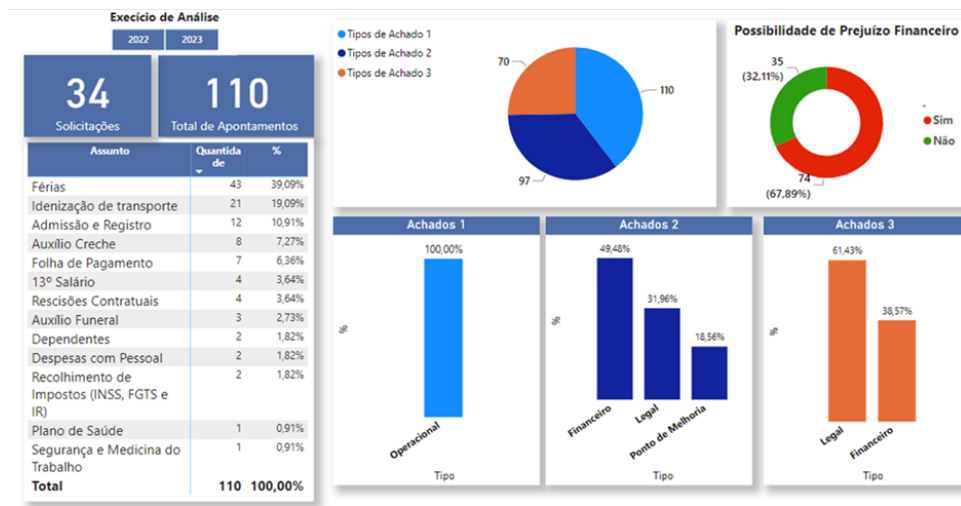 Execício de Análise
2022 2023
34
Solicitações
110
Total de Apontamentos
Assunto Quantida de %
Férias 43 39,09%
Idenização de transporte 21 19,09%
Admissão e Registro 12 10,91%
Auxílio Creche 8 7,27%
Folha de Pagamento 7 6,36%
13º Salário 4 3,64%
Rescisões Contratuais 4 3,64%
Auxílio Funeral 3 2,73%
Dependentes 2 1,82%
Despesas com Pessoal 2 1,82%
Recolhimento de 2 1,82%
Impostos (INSS, FGTS e
IR)
Plano de Saúde 1 0,91%
Segurança e Medicina do 1 0,91%
Trabalho
Total 110 100,00%
Tipos de Achado 1
Tipos de Achado 2
Tipos de Achado 3
70
110
97
Possibilidade de Prejuízo Financeiro
35
(32,11%)
74
(67,89%)
.
Sim
Não
Achados 1
100,00%
%
Operacional
Tipo
Achados 2
49,48%
31,96%
18,56%
%
Financeiro
Legal
Ponto de Melhoria
Tipo
Achados 3
61,43%
38,57%
%
Legal
Financeiro
Tipo